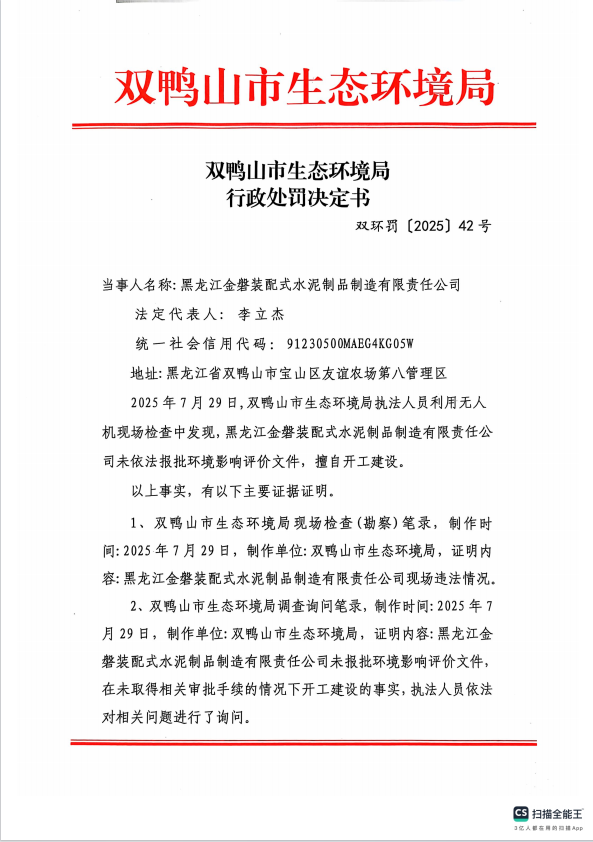 双鸭山市生态环境局
双鸭山市生态环境局
行政处罚决定书
双环罚〔2025〕42号
当事人名称:黑龙江金磐装配式水泥制品制造有限责任公司
法定代表人：李立杰
统一社会信用代码：91230500MAEG4KG05W
地址:黑龙江省双鸭山市宝山区友谊农场第八管理区
2025年7月29日,双鸭山市生态环境局执法人员利用无人
机现场检查中发现,黑龙江金磐装配式水泥制品制造有限责任公
司未依法报批环境影响评价文件，擅自开工建设。
以上事实，有以下主要证据证明。
1、双鸭山市生态环境局现场检查(勘察)笔录，制作时
间:2025年7月29日，制作单位:双鸭山市生态环境局，证明内
容:黑龙江金磐装配式水泥制品制造有限责任公司现场违法情况。
2、双鸭山市生态环境局调查询问笔录，制作时间:2025年7
月29日，制作单位:双鸭山市生态环境局，证明内容:黑龙江金
磐装配式水泥制品制造有限责任公司未报批环境影响评价文件，
在未取得相关审批手续的情况下开工建设的事实，执法人员依法
对相关问题进行了询问。
CS 扫描全能王
3亿人都在用的扫描App